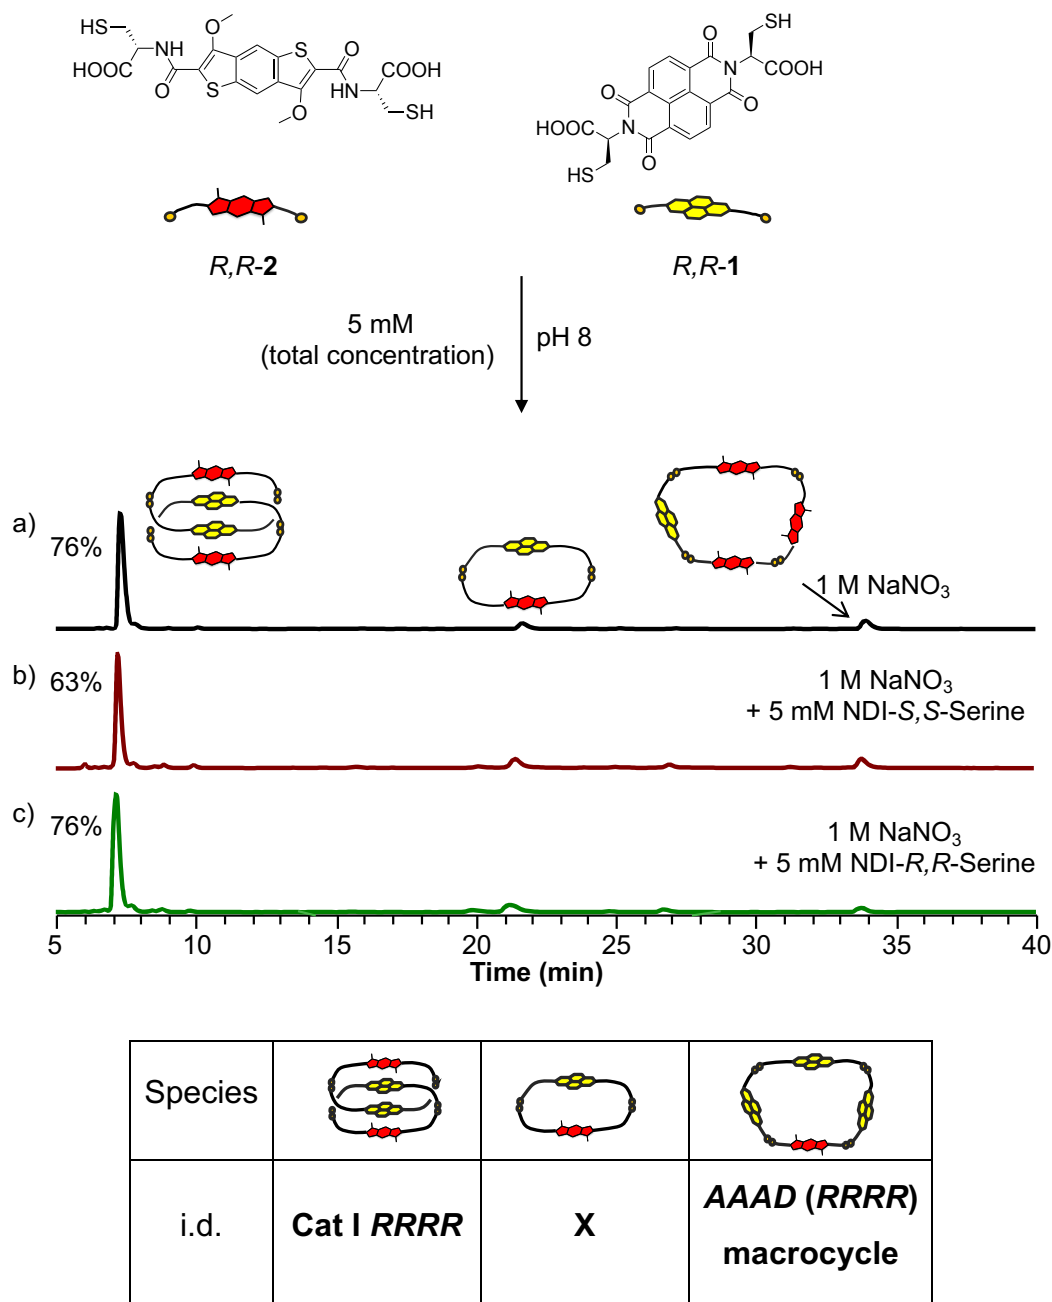 HS
O
NH
HOOC
O
S
S
O
COOH
HN
O
SH
SH
O
N
COOH
O
O
HOOC
N
O
HS
R,R-2
R,R-1
5 mM
(total concentration)
pH 8
a)
76%
1 M NaNO3
b)
63%
1 M NaNO3
+ 5 mM NDI-S,S-Serine
c)
76%
1 M NaNO3
+ 5 mM NDI-R,R-Serine
5 10 20 25 30 35 40
Time (min)
Species
i.d.
Cat I RRRR
X
AAAD (RRRR)
macrocycle